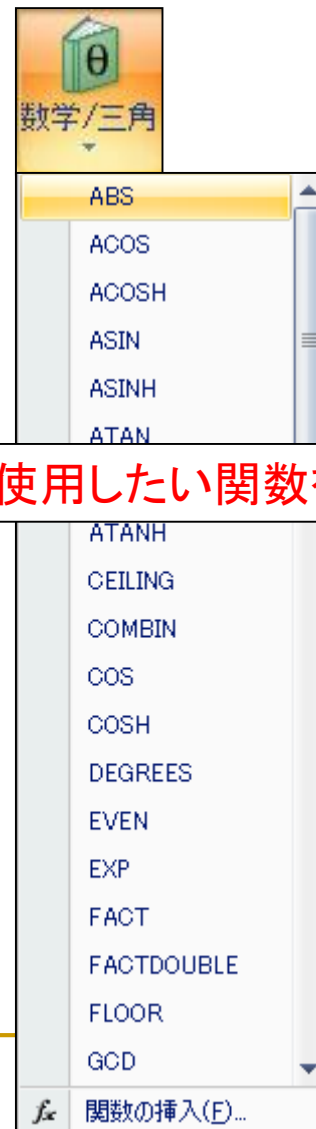 θ
数学/三角
ABS
ACOS
ACOSH
ASIN
ASINH
ATAN
使用したい関数
ATANH
CEILING
COMBIN
COS
COSH
DEGREES
EVEN
EXP
FACT
FACTDOUBLE
FLOOR
GCD
fx 関数の挿入(F)...